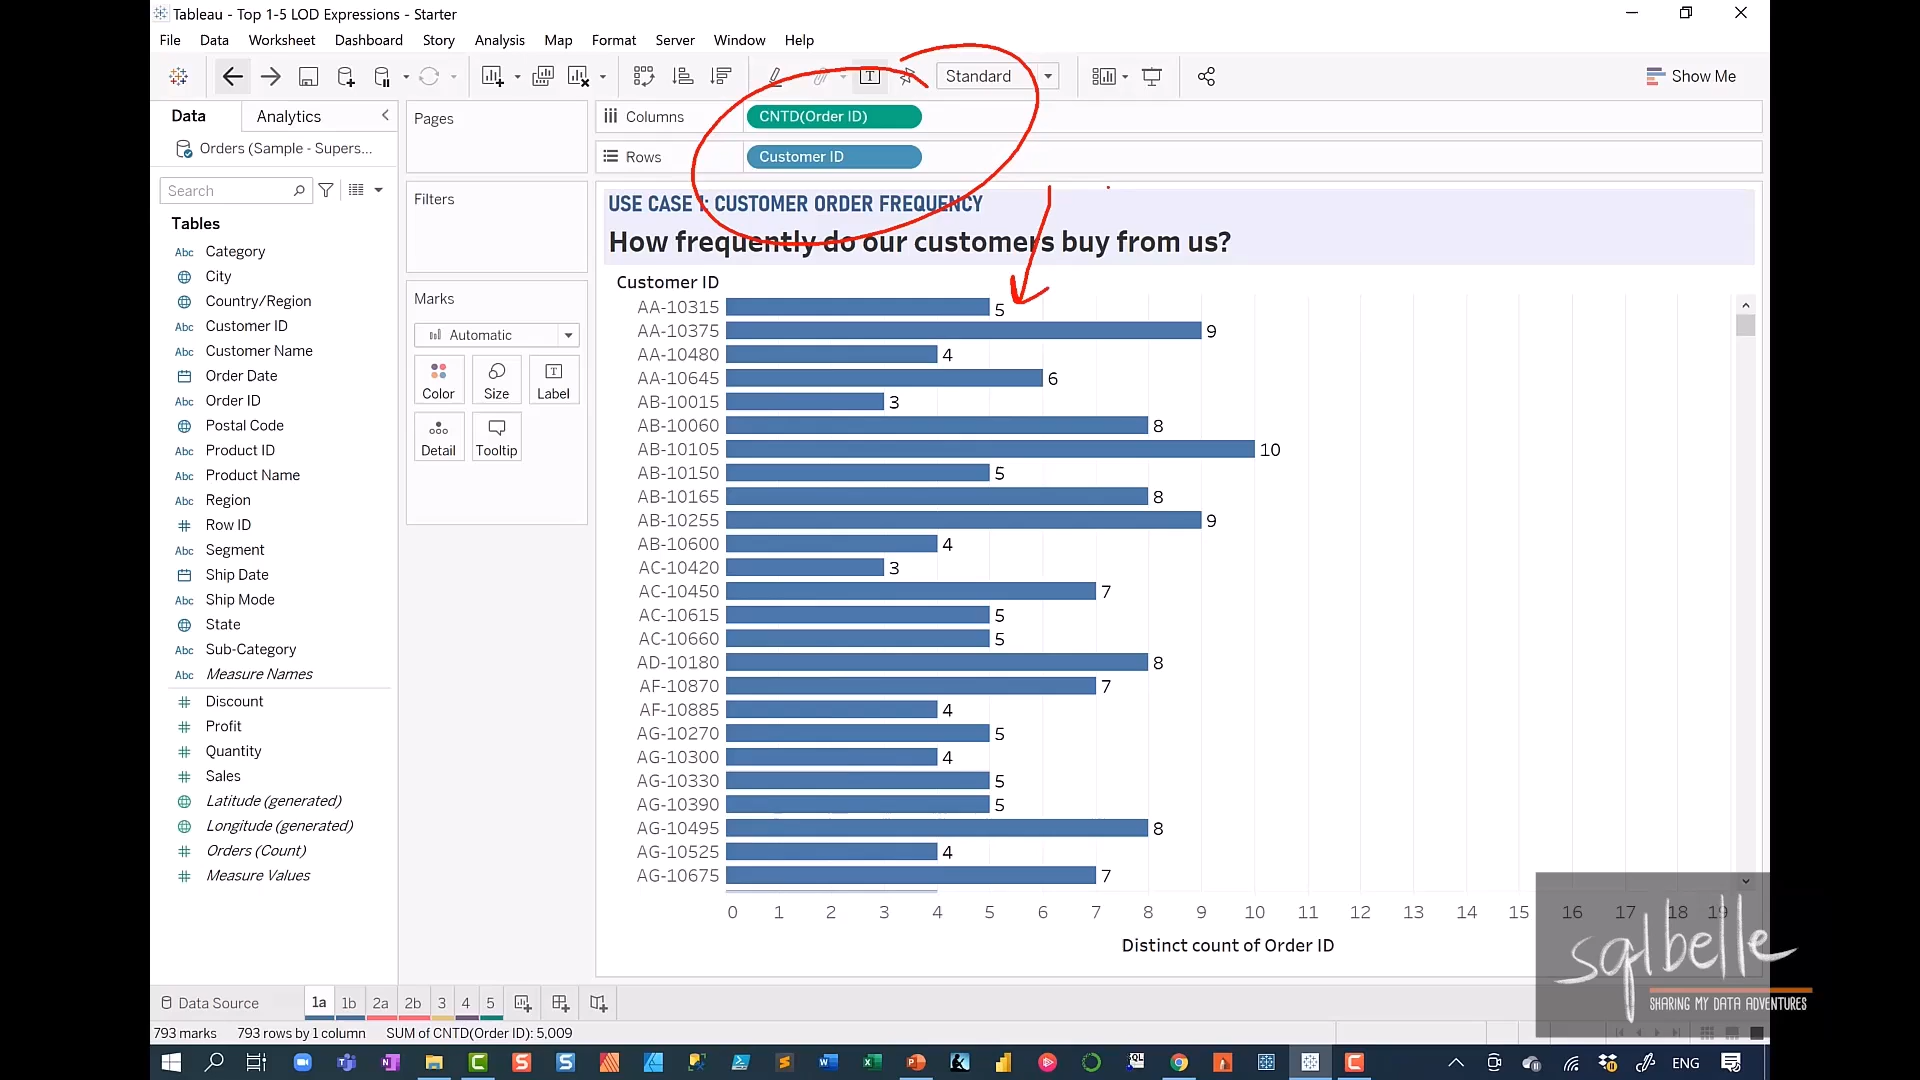 Tableau - Top 1-5 LOD Expressions - Starter
File Data Worksheet Dashboard Story Analysis Map Format Server Window Help
Standard
Show Me
Data Analytics
Orders (Sample - Supers...
Search
Tables
Abc Category
City
Country/Region
Abc Customer ID
Abc Customer Name
Order Date
Abc Order ID
Postal Code
Abc Product ID
Abc Product Name
Abc Region
# Row ID
Abc Segment
Ship Date
Abc Ship Mode
State
Abc Sub-Category
Abc Measure Names
# Discount
# Profit
# Quantity
# Sales
Latitude (generated)
Longitude (generated)
# Orders (Count)
# Measure Values
Pages
Filters
Marks
Automatic
Color Size Label
Detail Tooltip
Columns CNTD(Order ID)
Rows Customer ID
USE CASE 1: CUSTOMER ORDER FREQUENCY
How frequently do our customers buy from us?
Customer ID
AA-10315 5
AA-10375 9
AA-10480 4
AA-10645 6
AB-10015 3
AB-10060 8
AB-10105 10
AB-10150 5
AB-10165 8
AB-10255 9
AB-10600 4
AC-10420 3
AC-10450 7
AC-10615 5
AC-10660 5
AD-10180 8
AF-10870 7
AF-10885 4
AG-10270 5
AG-10300 4
AG-10330 5
AG-10390 5
AG-10495 8
AG-10525 4
AG-10675 7
0 1 2 3 4 5 6 7 8 9 10 11 12 13 14 15 16 17 18 19
Distinct count of Order ID
sqlbelle
SHARING MY DATA ADVENTURES
Data Source 1a 1b 2a 2b 3 4 5
793 marks 793 rows by 1 column SUM of CNTD(Order ID): 5,009
ENG